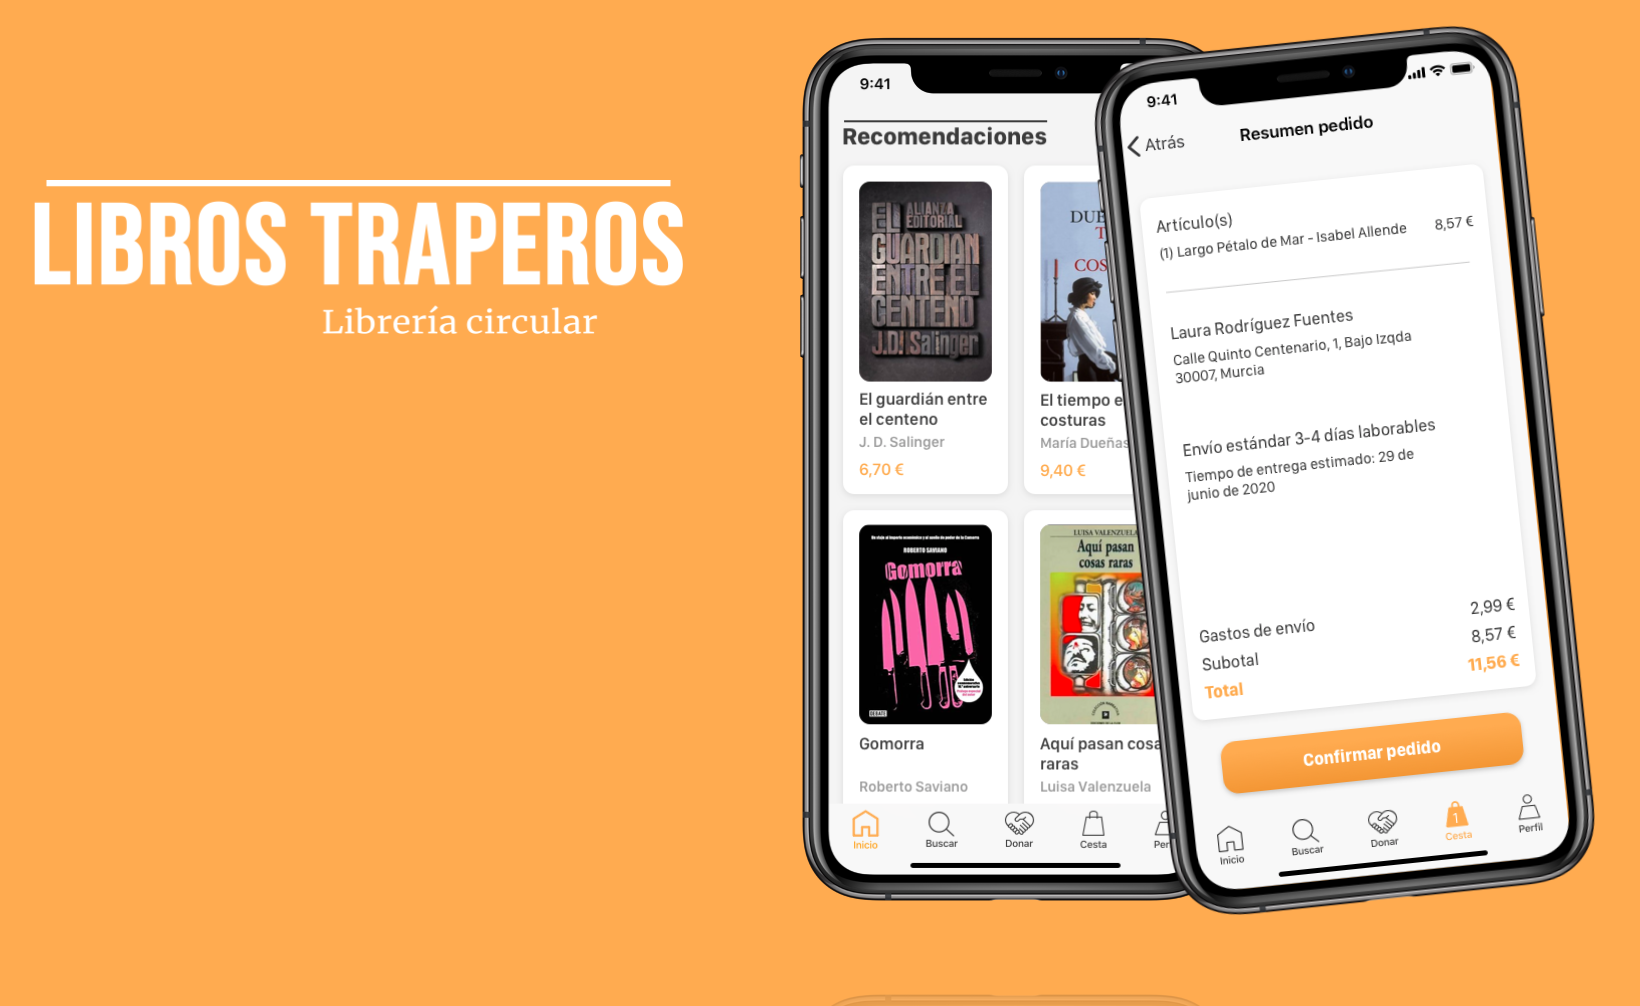 LIBROS TRAPEROS
Librería circular
9:41
Recomendaciones
EL ALIANZA EDITORIAL
GUARDIAN
ENTRE EL
CENTENO
J.D. Salinger
El guardián entre
el centeno
J. D. Salinger
6,70 €
El tiempo e
costuras
María Dueñas
9,40 €
ROBERTO SAVIANO
Gomorra
DEBATE
Gomorra
Roberto Saviano
LUISA VALENZUELA
Aquí pasan
cosas raras
Aquí pasan cosa
raras
Luisa Valenzuela
Inicio
Buscar
Donar
Cesta
Per
9:41
Atrás
Resumen pedido
Artículo(s)
(1) Largo Pétalo de Mar - Isabel Allende 8,57 €
Laura Rodríguez Fuentes
Calle Quinto Centenario, 1, Bajo Izqda
30007, Murcia
Envío estándar 3-4 días laborables
Tiempo de entrega estimado: 29 de
junio de 2020
Gastos de envío 2,99 €
Subotal 8,57 €
Total 11,56 €
Confirmar pedido
Inicio
Buscar
Donar
1
Cesta
Perfil